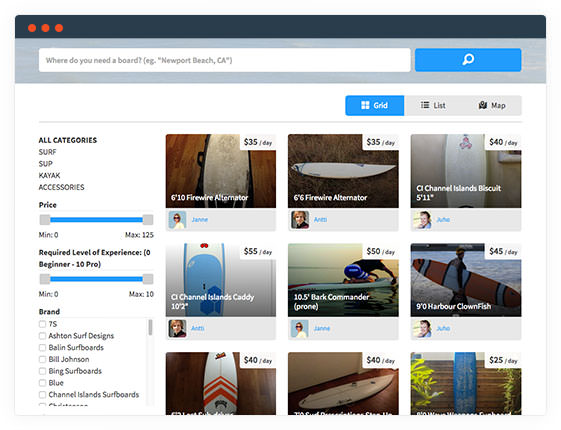 Where do you need a board? (eg. "Newport Beach, CA")
Grid
List
Map
ALL CATEGORIES
SURF
SUP
KAYAK
ACCESSORIES
Price
Min: 0 Max: 125
Required Level of Experience: (0
Beginner - 10 Pro)
Min: 0 Max: 10
Brand
7S
Ashton Surf Designs
Balin Surfboards
Bill Johnson
Bing Surfboards
Blue
Channel Islands Surfboards
$35 / day
6'10 Firewire Alternator
Janne
$35 / day
6'6 Firewire Alternator
Antti
$40 / day
CI Channel Islands Biscuit
5'11"
Juho
$55 / day
CI Channel Islands Caddy
10'2"
Antti
$50 / day
10.5' Bark Commander
(prone)
Janne
$45 / day
9'0 Harbour ClownFish
Juho
$40 / day
$40 / day
$25 / day